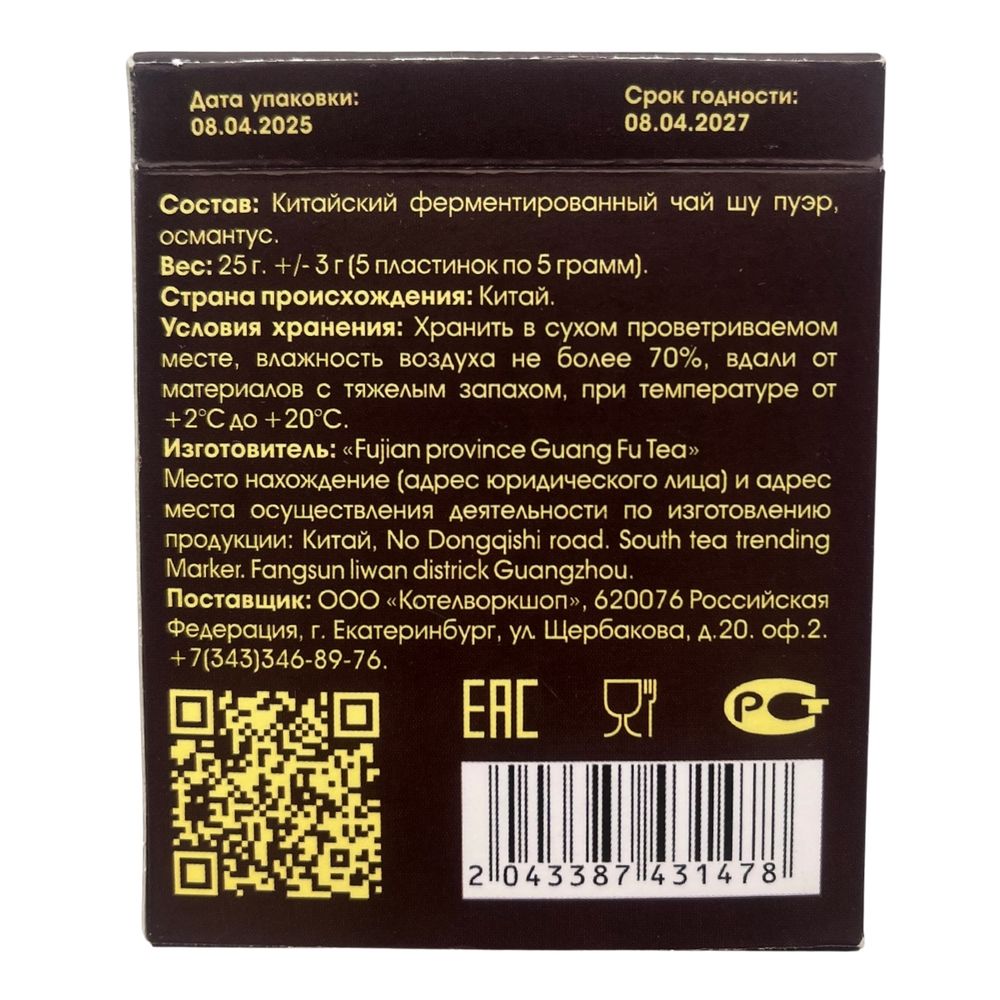 Дата упаковки:
08.04.2025
Срок годности:
08.04.2027
Состав: Китайский ферментированный чай шу пуэр,
османтус.
Вес: 25 г. +/- 3 г (5 пластинок по 5 грамм).
Страна происхождения: Китай.
Условия хранения: Хранить в сухом проветриваемом
месте, влажность воздуха не более 70%, вдали от
материалов с тяжелым запахом, при температуре от
+2°С до +20°С.
Изготовитель: «Fujian province Guang Fu Tea»
Место нахождение (адрес юридического лица) и адрес
места осуществления деятельности по изготовлению
продукции: Китай, No Dongqishi road. South tea trending
Marker. Fangsun liwan districk Guangzhou.
Поставщик: ООО «Котелворкшоп», 620076 Российская
Федерация, г. Екатеринбург, ул. Щербакова, д.20. оф.2.
+7(343)346-89-76.
EAC
РСТ
2 043387 431478